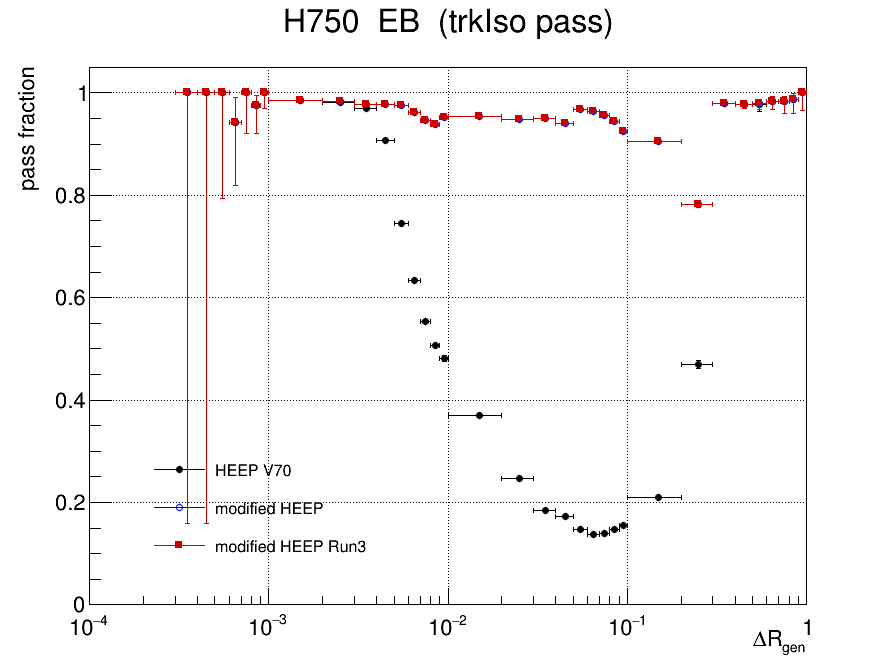 H750 EB (trkIso pass)
pass fraction
1
0.8
0.6
0.4
0.2
0
HEEP V70
modified HEEP
modified HEEP Run3
10⁻⁴ 10⁻³ 10⁻² 10⁻¹ 1
ΔR_gen